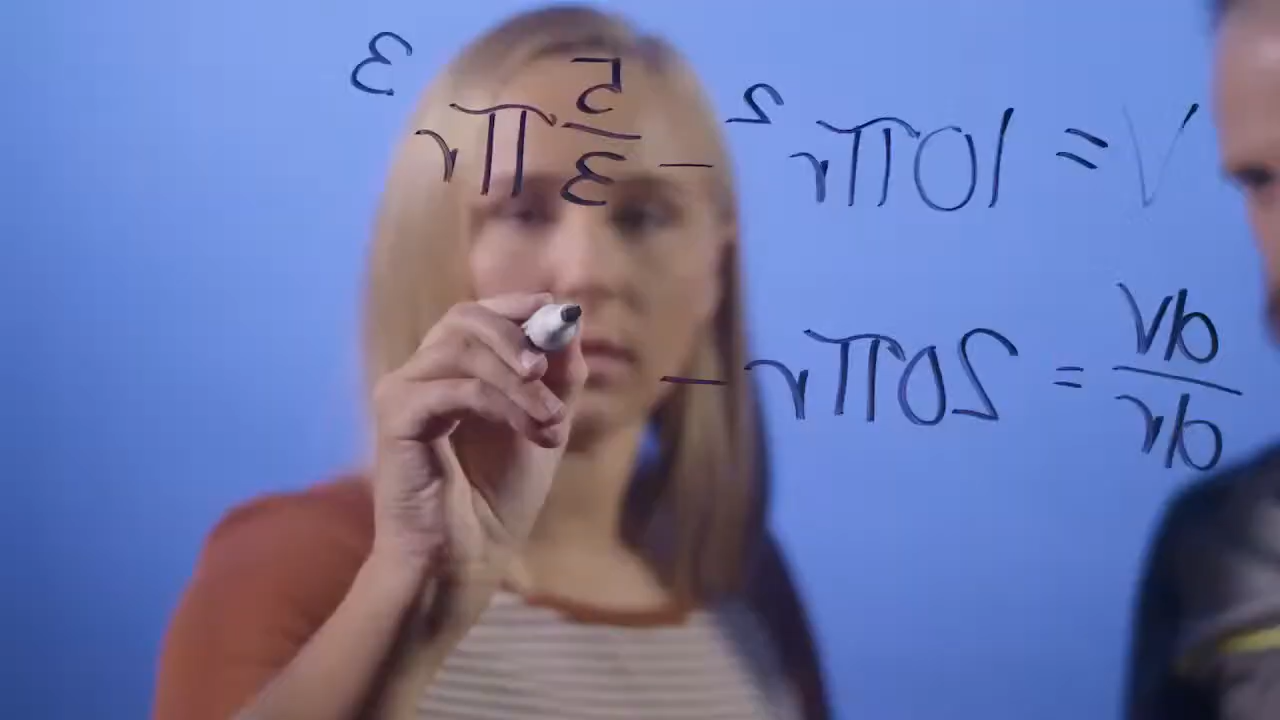 V = 10πr² - 5/3 πr³
dV/dr = 20πr -